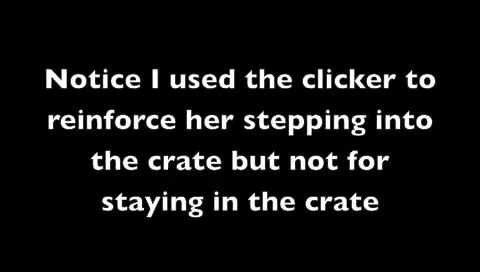 Notice I used the clicker to
reinforce her stepping into
the crate but not for
staying in the crate